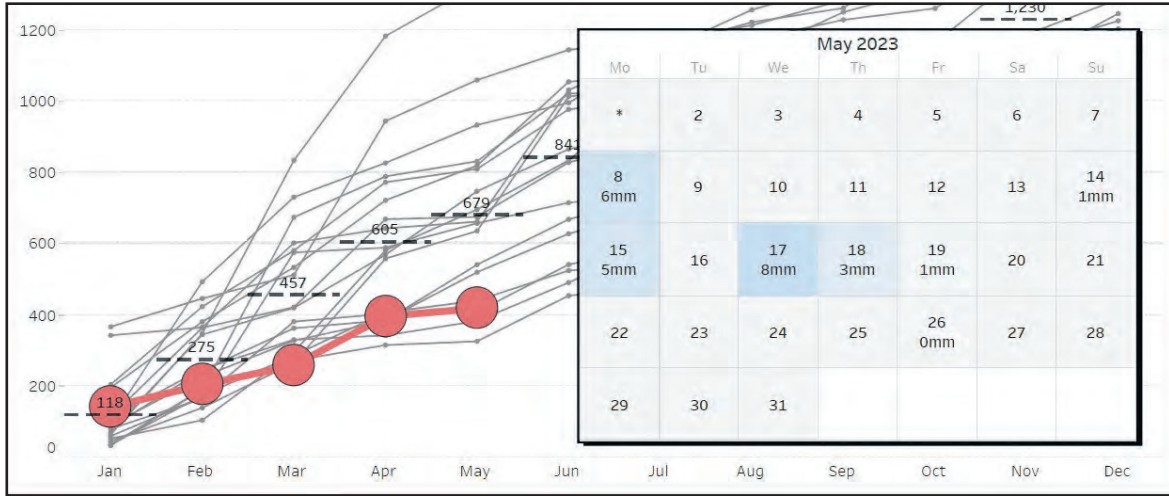 1,230
1200
1000
800
600
400
200
0
841
679
605
457
275
118
Jan Feb Mar Apr May Jun Jul Aug Sep Oct Nov Dec
May 2023
Mo Tu We Th Fr Sa Su
* 2 3 4 5 6 7
8 9 10 11 12 13 14
6mm 1mm
15 16 17 18 19 20 21
5mm 8mm 3mm 1mm
22 23 24 25 26 27 28
0mm
29 30 31